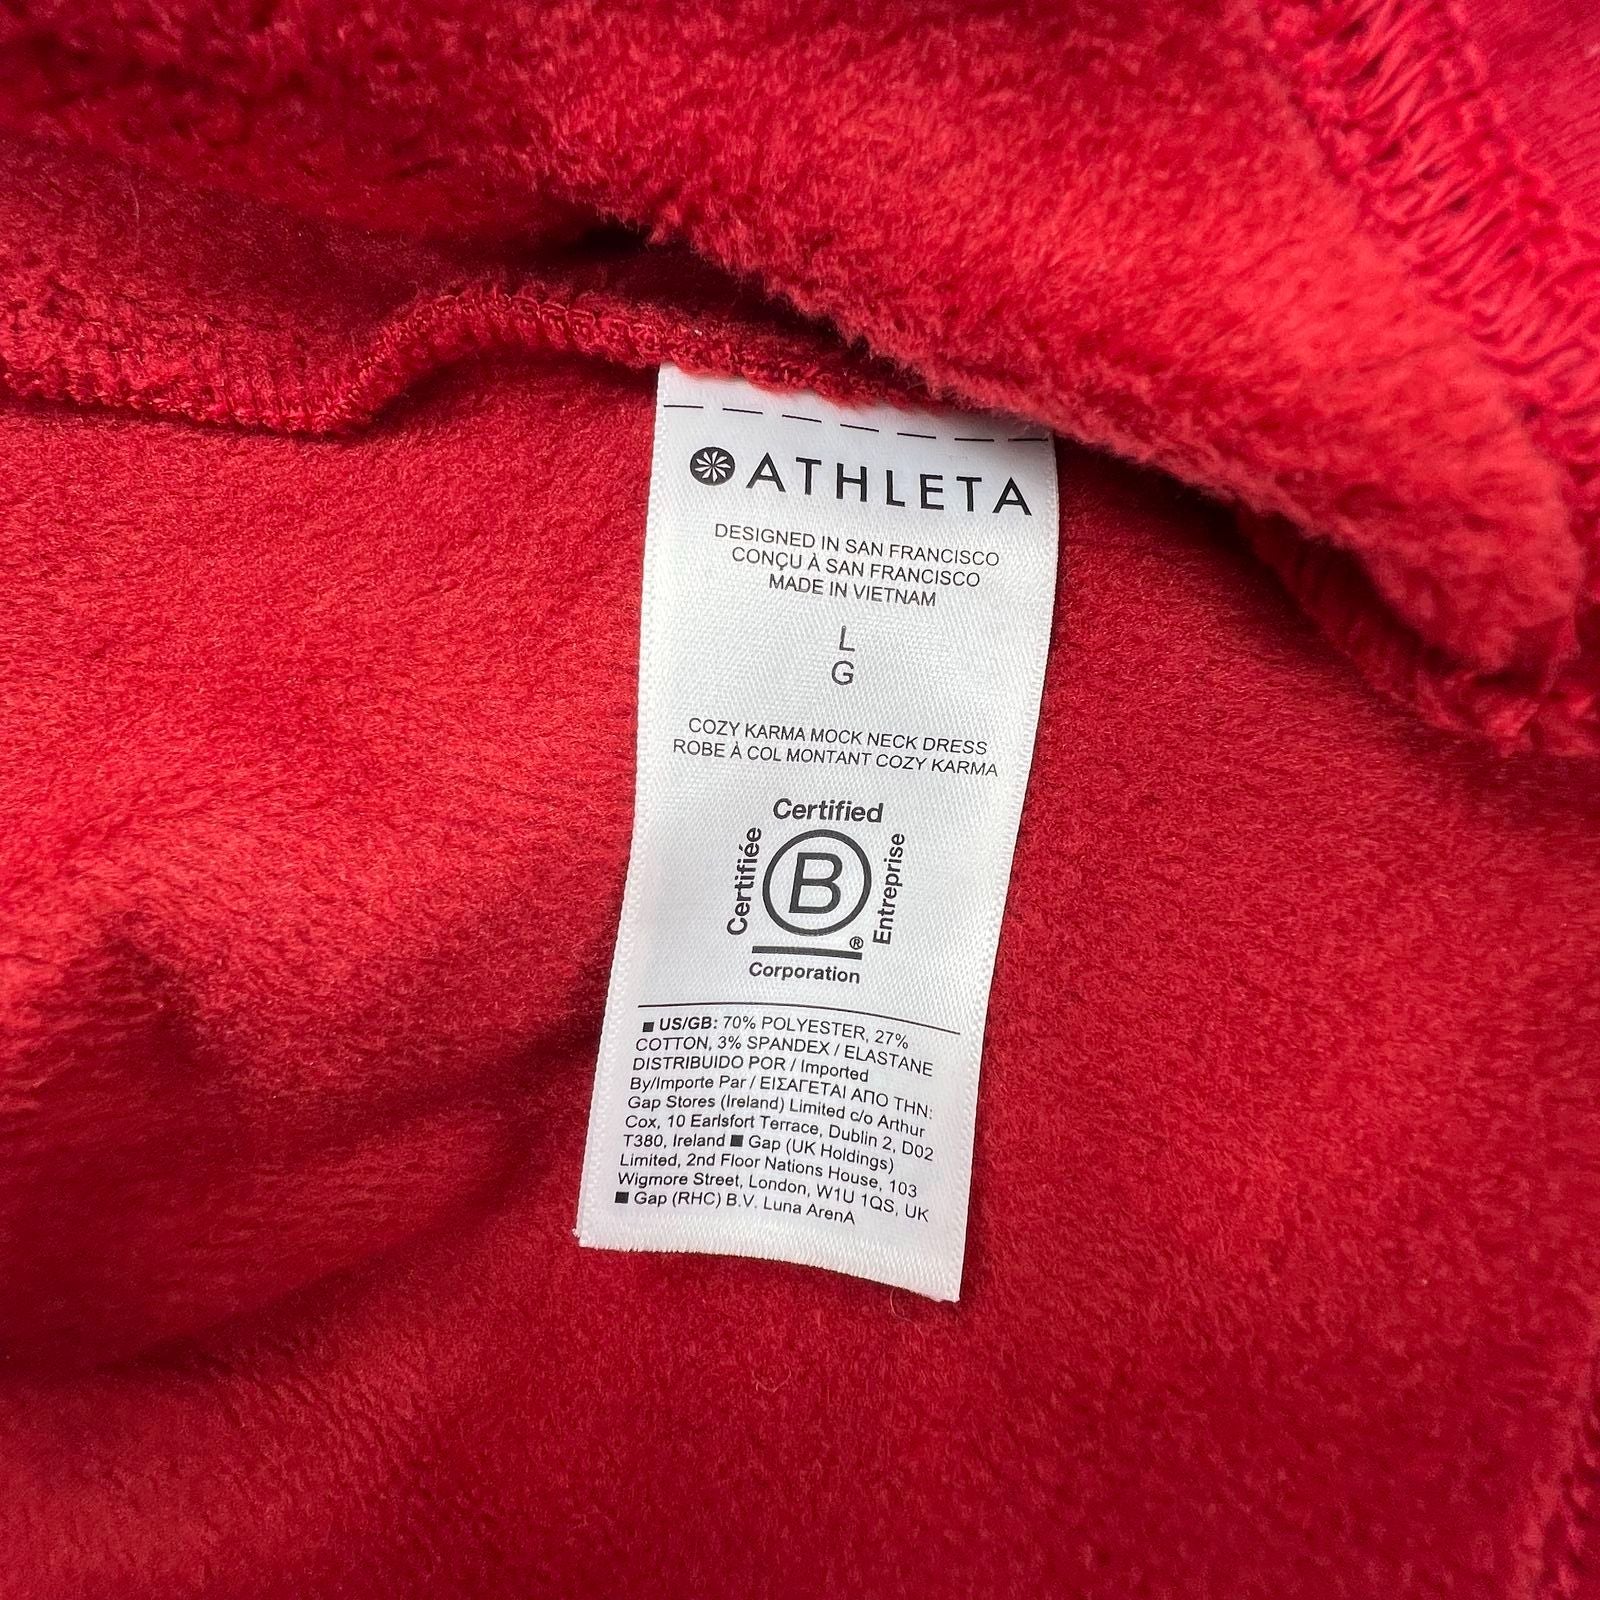 ATHLETA
DESIGNED IN SAN FRANCISCO
CONÇU À SAN FRANCISCO
MADE IN VIETNAM
L
G
COZY KARMA MOCK NECK DRESS
ROBE À COL MONTANT COZY KARMA
Certified
Certifiée
B
Entreprise
®
Corporation
■ US/GB: 70% POLYESTER, 27%
COTTON, 3% SPANDEX / ELASTANE
DISTRIBUIDO POR / Imported
By/Importe Par / ΕΙΣΑΓΕΤΑΙ ΑΠΟ ΤΗΝ:
Gap Stores (Ireland) Limited c/o Arthur
Cox, 10 Earlsfort Terrace, Dublin 2, D02
T380, Ireland ■ Gap (UK Holdings)
Limited, 2nd Floor Nations House, 103
Wigmore Street, London, W1U 1QS, UK
■ Gap (RHC) B.V. Luna ArenA